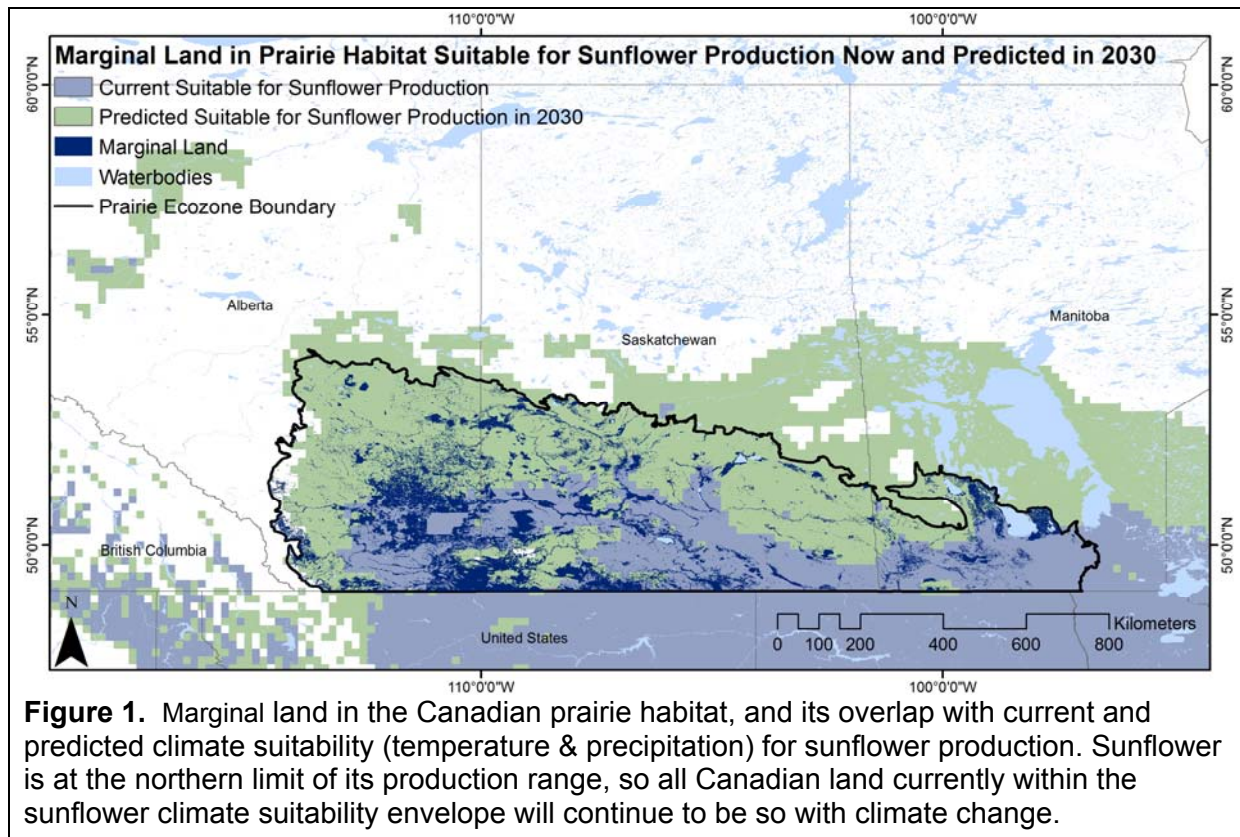 110°0'0"W 100°0'0"W
Marginal Land in Prairie Habitat Suitable for Sunflower Production Now and Predicted in 2030
Current Suitable for Sunflower Production
Predicted Suitable for Sunflower Production in 2030
Marginal Land
Waterbodies
Prairie Ecozone Boundary
60°0'0"N 60°0'0"N
55°0'0"N 55°0'0"N
Alberta
Saskatchewan
Manitoba
50°0'0"N 50°0'0"N
British Columbia
N
United States
Kilometers
0 100 200 400 600 800
110°0'0"W 100°0'0"W
Figure 1. Marginal land in the Canadian prairie habitat, and its overlap with current and
predicted climate suitability (temperature & precipitation) for sunflower production. Sunflower
is at the northern limit of its production range, so all Canadian land currently within the
sunflower climate suitability envelope will continue to be so with climate change.